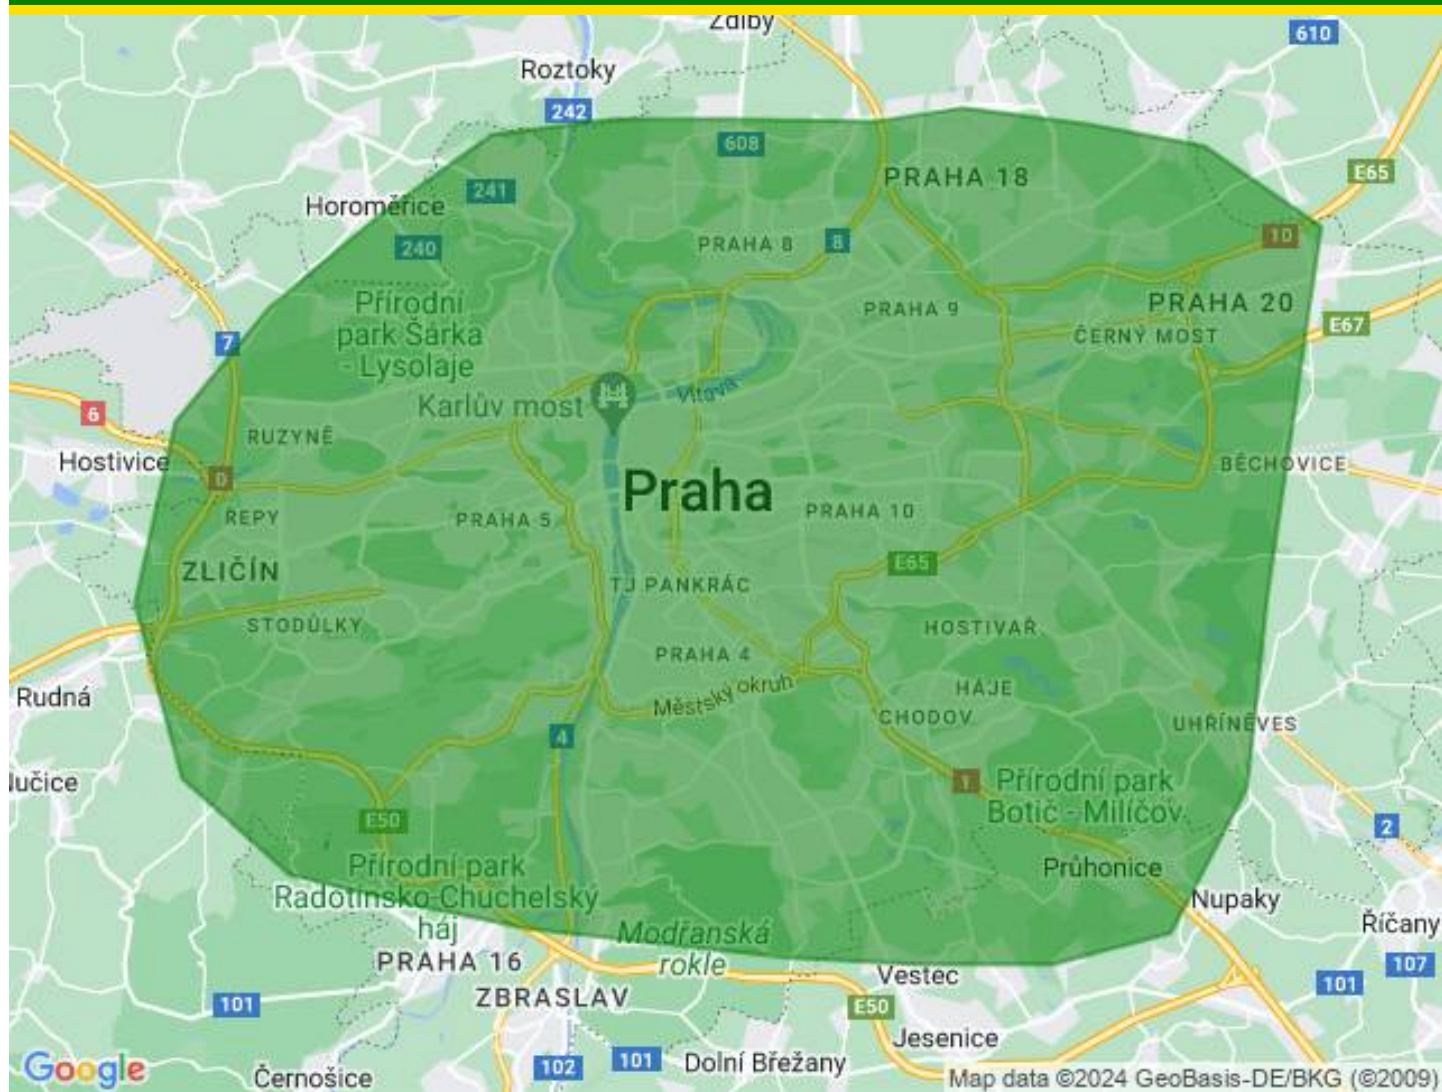 Zdiby
610
Roztoky
242
608
E65
PRAHA 18
241
Horoměřice
10
PRAHA 8
8
240
Přírodní
park Šárka
- Lysolaje
PRAHA 9
PRAHA 20
E67
7
ČERNÝ MOST
Vltava
Karlův most
6
RUZYNĚ
Hostivice
BĚCHOVICE
0
Praha
REPY
PRAHA 5
PRAHA 10
E65
ZLIČÍN
TJ PANKRÁC
STODŮLKY
HOSTIVAŘ
PRAHA 4
Rudná
Městský okruh
HÁJE
CHODOV
UHŘÍNĚVES
4
lučice
1
Přírodní park
Botič - Milíčov
E50
2
Přírodní park
Radotínsko-Chuchelský
háj
Průhonice
Nupaky
Říčany
Modřanská
rokle
PRAHA 16
Vestec
107
101
ZBRASLAV
101
E50
Jesenice
Google
Černošice
102
101
Dolní Břežany
Map data ©2024 GeoBasis-DE/BKG (©2009)